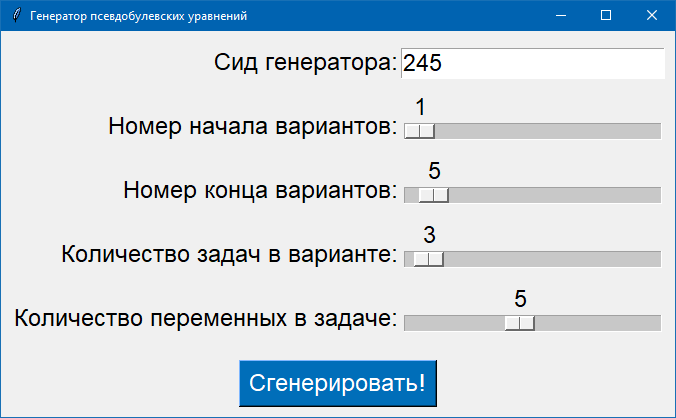 Генератор псевдобулевских уравнений
Сид генератора: 245
1
Номер начала вариантов:
5
Номер конца вариантов:
3
Количество задач в варианте:
5
Количество переменных в задаче:
Сгенерировать!